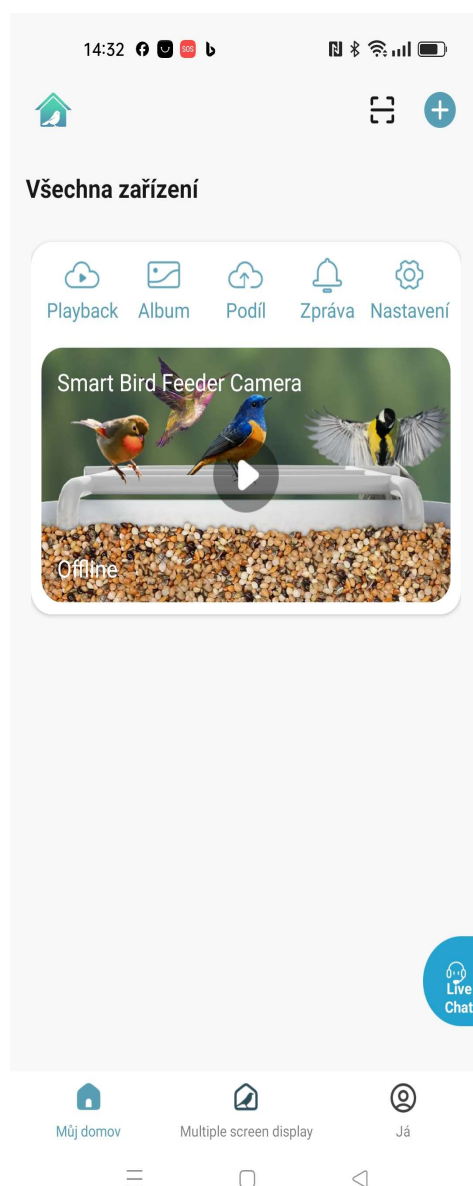 14:32 SOS
Všechna zařízení
Playback Album Podíl Zpráva Nastavení
Smart Bird Feeder Camera
Offline
Live
Chat
Můj domov Multiple screen display Já